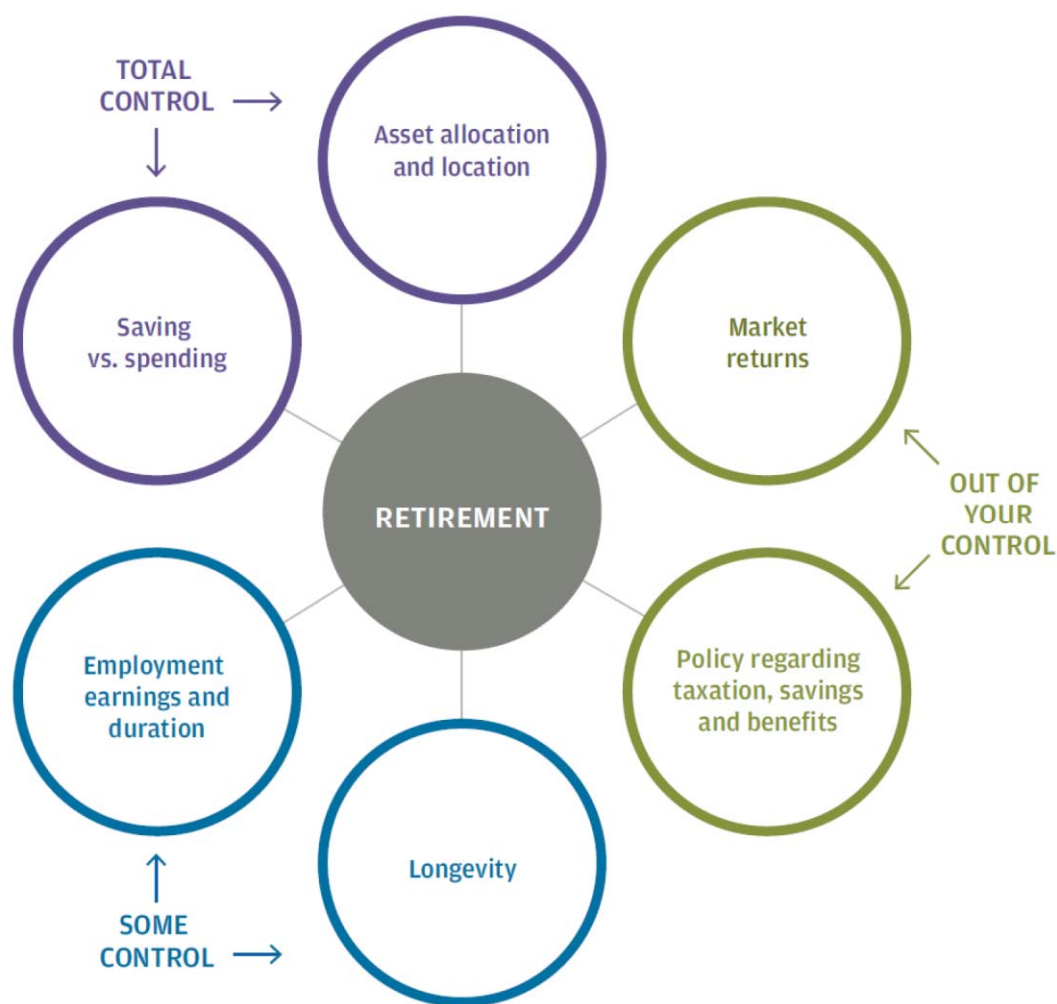 TOTAL
CONTROL
Asset allocation
and location
Saving
vs. spending
Market
returns
RETIREMENT
OUT OF
YOUR
CONTROL
Employment
earnings and
duration
Policy regarding
taxation, savings
and benefits
Longevity
SOME
CONTROL